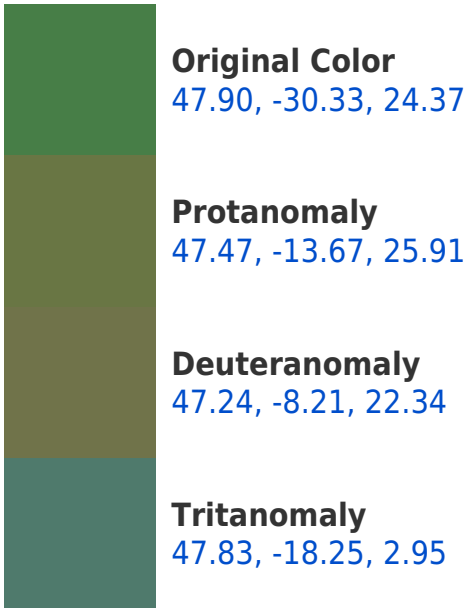 Original Color
47.90, -30.33, 24.37
Protanomaly
47.47, -13.67, 25.91
Deuteranomaly
47.24, -8.21, 22.34
Tritanomaly
47.83, -18.25, 2.95